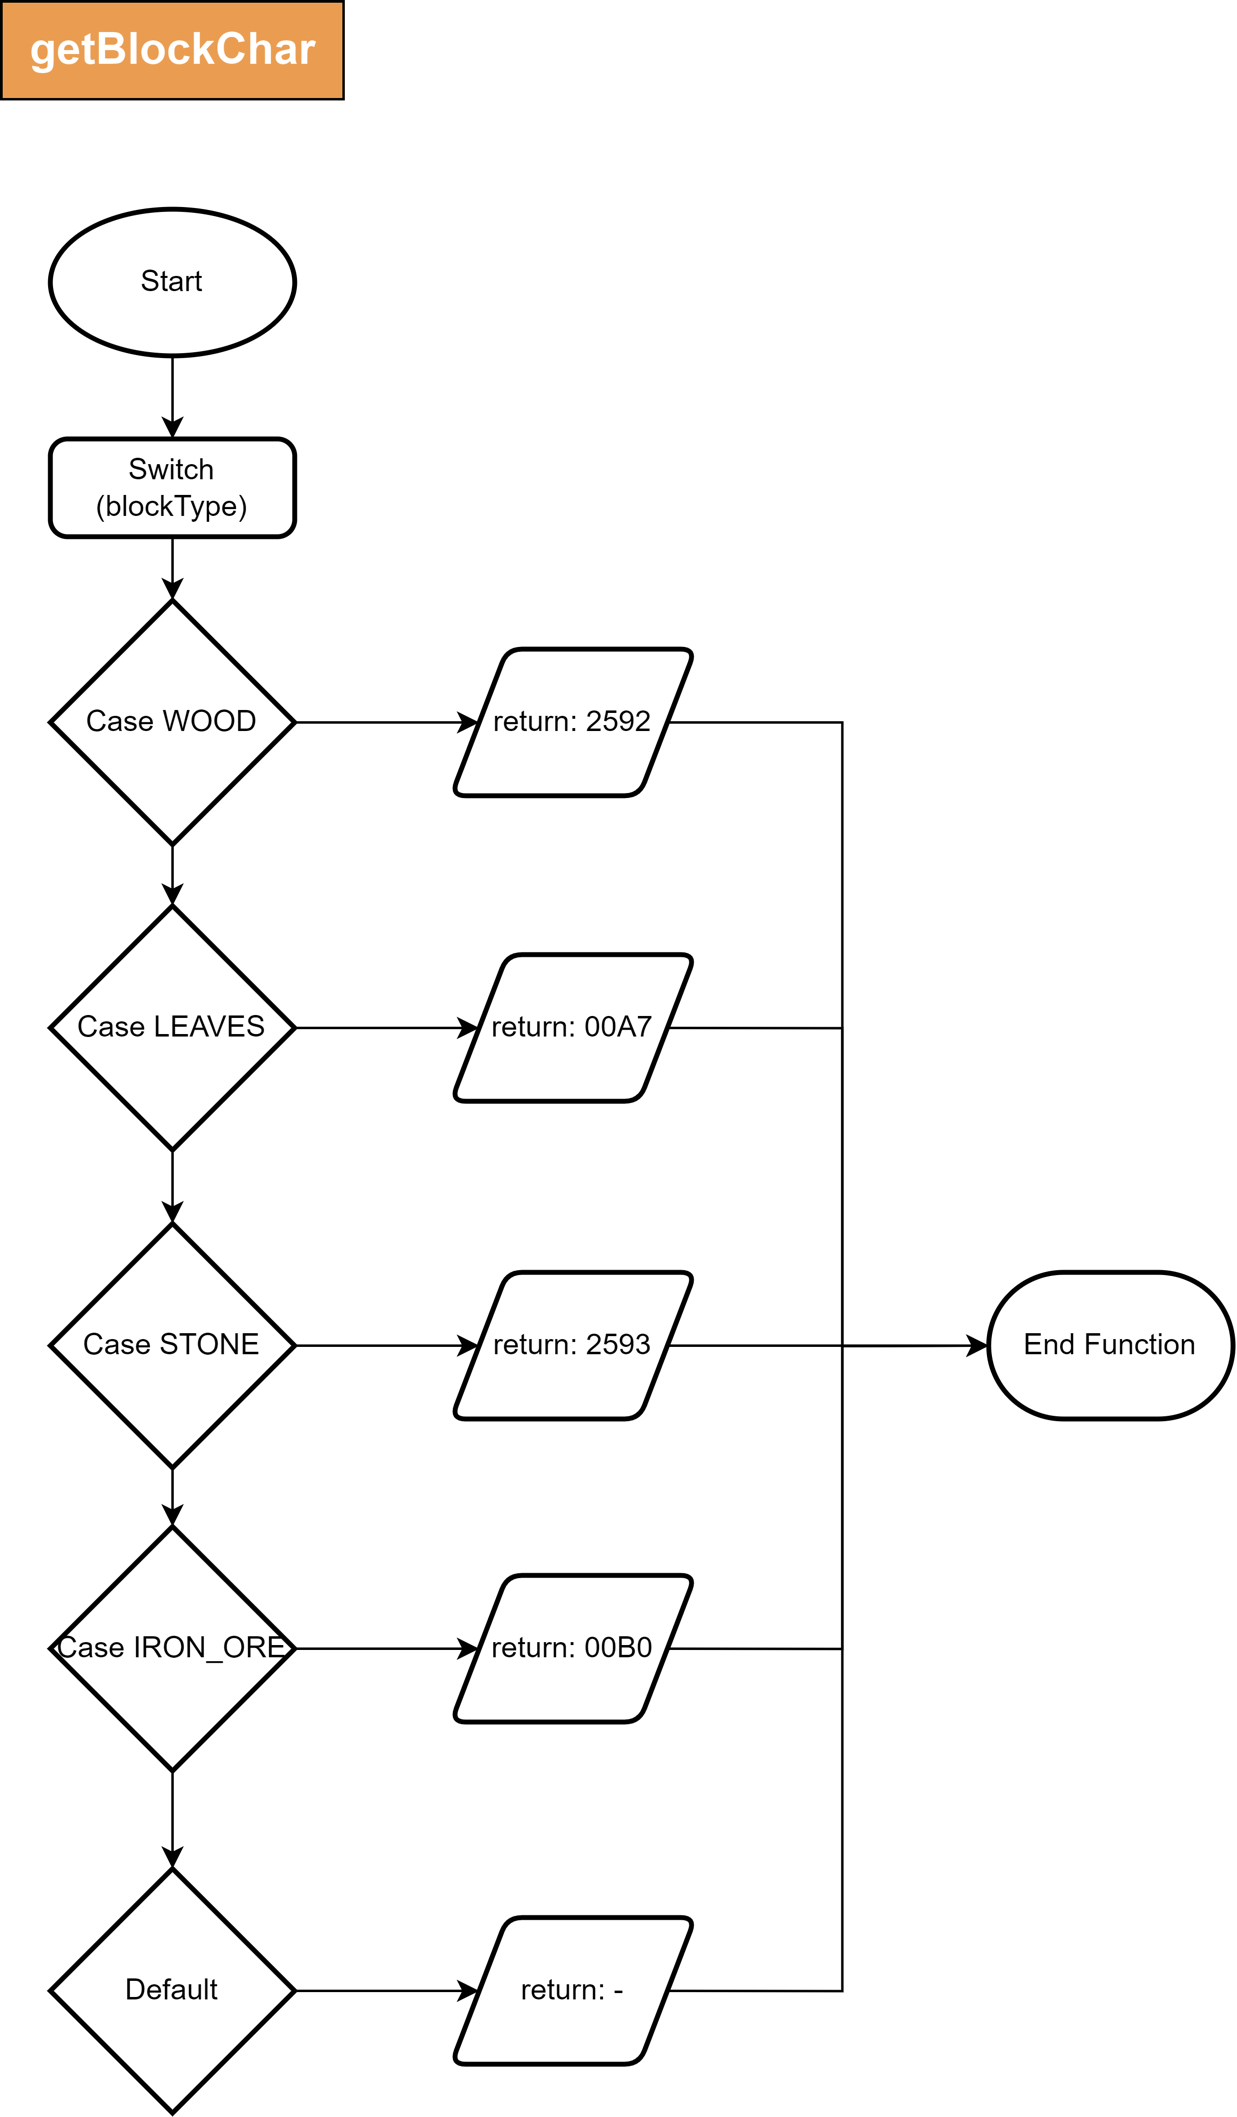 getBlockChar
Start
Switch
(blockType)
Case WOOD
return: 2592
Case LEAVES
return: 00A7
Case STONE
return: 2593
End Function
Case IRON_ORE
return: 00B0
Default
return: -